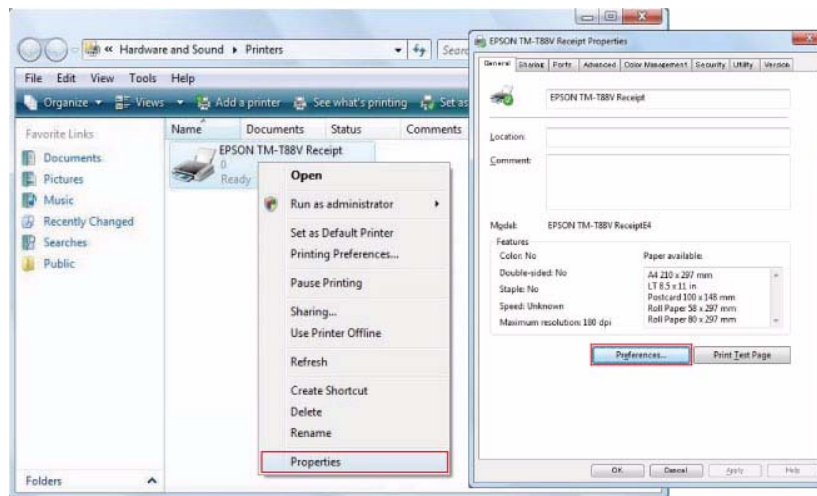 « Hardware and Sound ▸ Printers
File Edit View Tools Help
Organize Views Add a printer See what's printing Set as
Favorite Links
Documents
Pictures
Music
Recently Changed
Searches
Public
Folders
Name Documents Status Comments
EPSON TM-T88V Receipt
0
Ready
Open
Run as administrator
Set as Default Printer
Printing Preferences...
Pause Printing
Sharing...
Use Printer Offline
Refresh
Create Shortcut
Delete
Rename
Properties
EPSON TM-T88V Receipt Properties
General Sharing Ports Advanced Color Management Security Utility Version
EPSON TM-T88V Receipt
Location:
Comment:
Model: EPSON TM-T88V ReceiptE4
Features
Color: No
Double-sided: No
Staple: No
Speed: Unknown
Maximum resolution: 180 dpi
Paper available:
A4 210 x 297 mm
LT 8.5 x 11 in
Postcard 100 x 148 mm
Roll Paper 58 x 297 mm
Roll Paper 80 x 297 mm
Preferences... Print Test Page
OK Cancel Apply Help